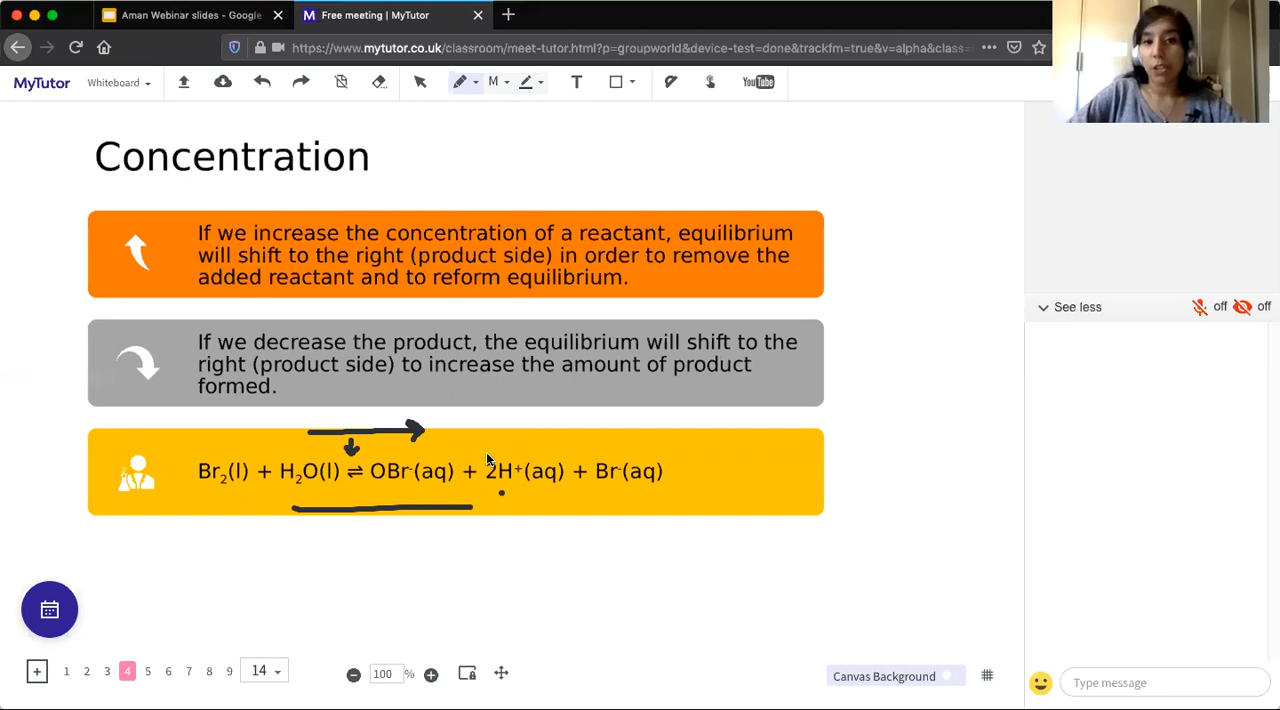 Aman Webinar slides - Google
Free meeting | MyTutor
https://www.mytutor.co.uk/classroom/meet-tutor.html?p=groupworld&device-test=done&trackfm=true&v=alpha&class=
MyTutor
Whiteboard
M
T
YouTube
Concentration
If we increase the concentration of a reactant, equilibrium
will shift to the right (product side) in order to remove the
added reactant and to reform equilibrium.
If we decrease the product, the equilibrium will shift to the
right (product side) to increase the amount of product
formed.
Br₂(l) + H₂O(l) ⇌ OBr⁻(aq) + 2H⁺(aq) + Br⁻(aq)
See less
off
off
1 2 3 4 5 6 7 8 9 14
100 %
Canvas Background
Type message